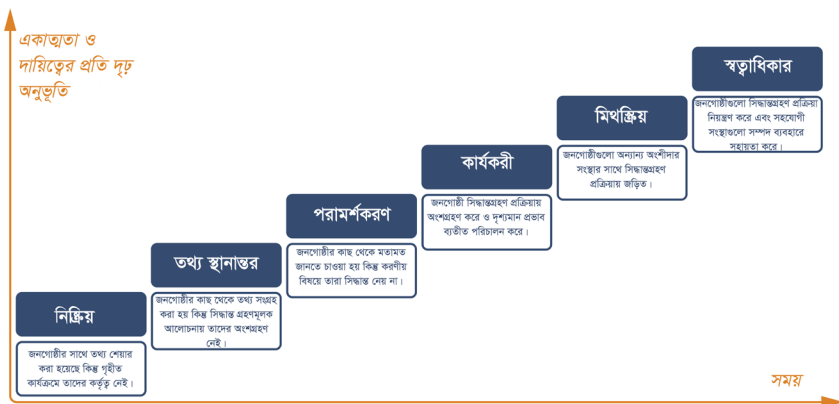 একাত্মতা ও
দায়িত্বের প্রতি দৃঢ়
অনুভূতি
স্বত্বাধিকার
জনগোষ্ঠীগুলো সিদ্ধান্তগ্রহণ প্রক্রিয়া
নিয়ন্ত্রণ করে এবং সহযোগী
সংস্থাগুলো সম্পদ ব্যবহারে
সহায়তা করে।
মিথষ্ক্রিয়
জনগোষ্ঠীগুলো অন্যান্য অংশীদার
সংস্থার সাথে সিদ্ধান্তগ্রহণ
প্রক্রিয়ায় জড়িত।
কার্যকরী
জনগোষ্ঠী সিদ্ধান্তগ্রহণ প্রক্রিয়ায়
অংশগ্রহণ করে ও দৃশ্যমান প্রভাব
ব্যতীত পরিচালন করে।
পরামর্শকরণ
জনগোষ্ঠীর কাছ থেকে মতামত
জানতে চাওয়া হয় কিন্তু করণীয়
বিষয়ে তারা সিদ্ধান্ত নেয় না।
তথ্য স্থানান্তর
জনগোষ্ঠীর কাছ থেকে তথ্য সংগ্রহ
করা হয় কিন্তু সিদ্ধান্ত গ্রহণমূলক
আলোচনায় তাদের অংশগ্রহণ
নেই।
নিষ্ক্রিয়
জনগোষ্ঠীর সাথে তথ্য শেয়ার
করা হয়েছে কিন্তু গৃহীত
কার্যক্রমে তাদের কর্তৃত্ব নেই।
সময়